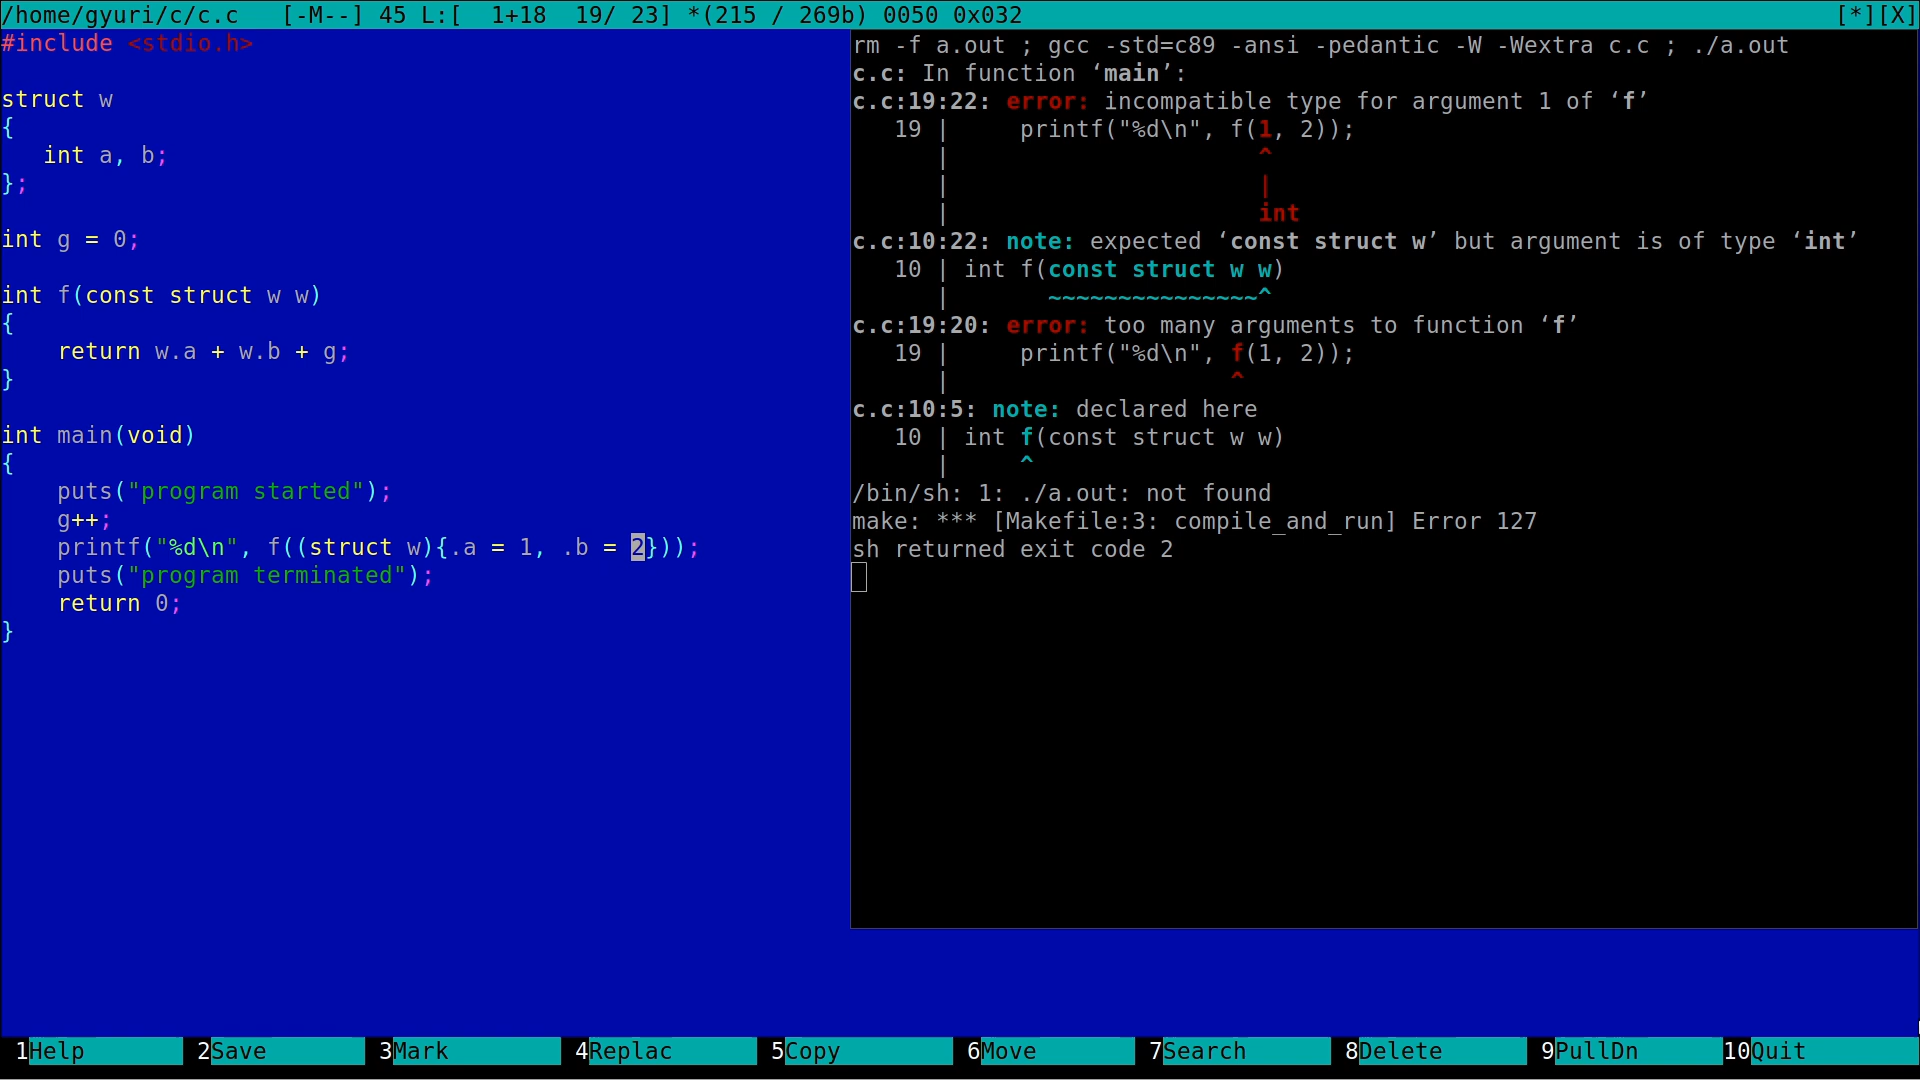 /home/gyuri/c/c.c   [-M--] 45 L:[  1+18  19/ 23] *(215 / 269b) 0050 0x032   [*][X]
#include <stdio.h>
struct w
{
   int a, b;
};
int g = 0;
int f(const struct w w)
{
    return w.a + w.b + g;
}
int main(void)
{
    puts("program started");
    g++;
    printf("%d\n", f((struct w){.a = 1, .b = 2}));
    puts("program terminated");
    return 0;
}
rm -f a.out ; gcc -std=c89 -ansi -pedantic -W -Wextra c.c ; ./a.out
c.c: In function ‘main’:
c.c:19:22: error: incompatible type for argument 1 of ‘f’
   19 |     printf("%d\n", f(1, 2));
      |                      ^
      |                      |
      |                      int
c.c:10:22: note: expected ‘const struct w’ but argument is of type ‘int’
   10 | int f(const struct w w)
      |       ~~~~~~~~~~~~~~~^
c.c:19:20: error: too many arguments to function ‘f’
   19 |     printf("%d\n", f(1, 2));
      |                    ^
c.c:10:5: note: declared here
   10 | int f(const struct w w)
      |     ^
/bin/sh: 1: ./a.out: not found
make: *** [Makefile:3: compile_and_run] Error 127
sh returned exit code 2
1Help 2Save 3Mark 4Replac 5Copy 6Move 7Search 8Delete 9PullDn 10Quit